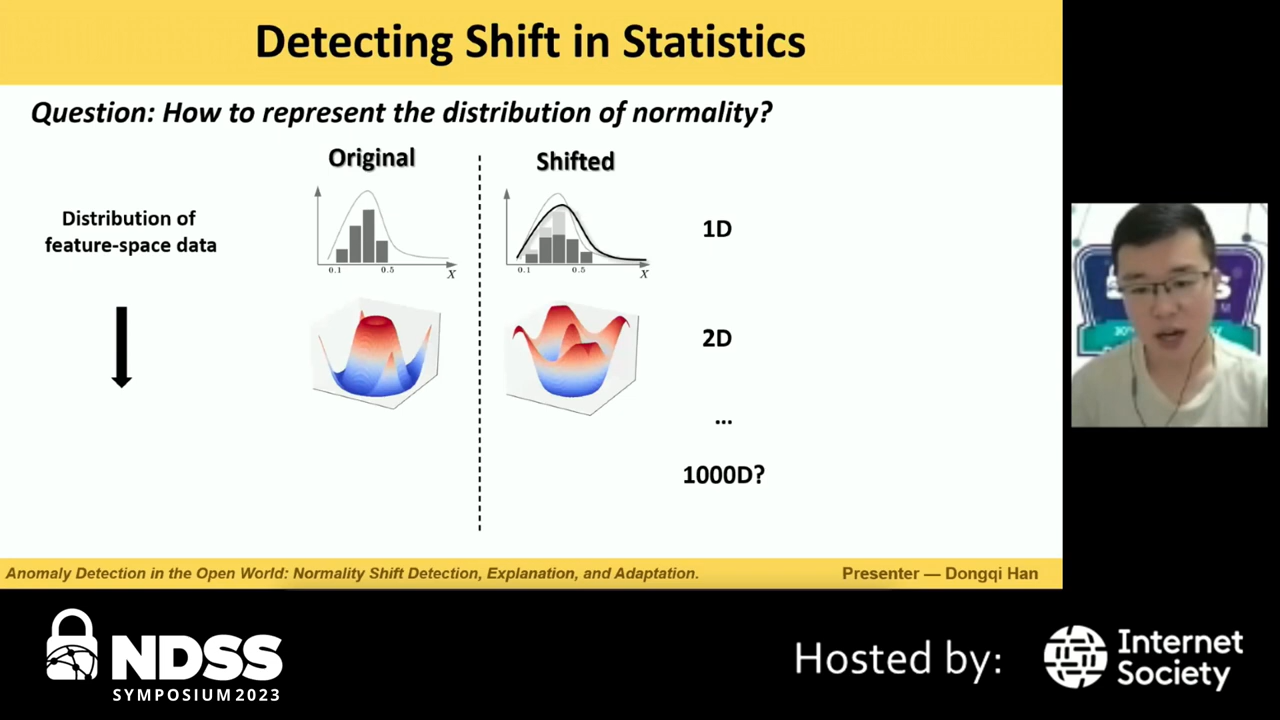 Detecting Shift in Statistics
Question: How to represent the distribution of normality?
Original
Shifted
Distribution of
feature-space data
0.1
0.5
X
0.1
0.5
X
1D
2D
...
1000D?
Anomaly Detection in the Open World: Normality Shift Detection, Explanation, and Adaptation.
Presenter — Dongqi Han
NDSS
SYMPOSIUM2023
Hosted by:
Internet
Society